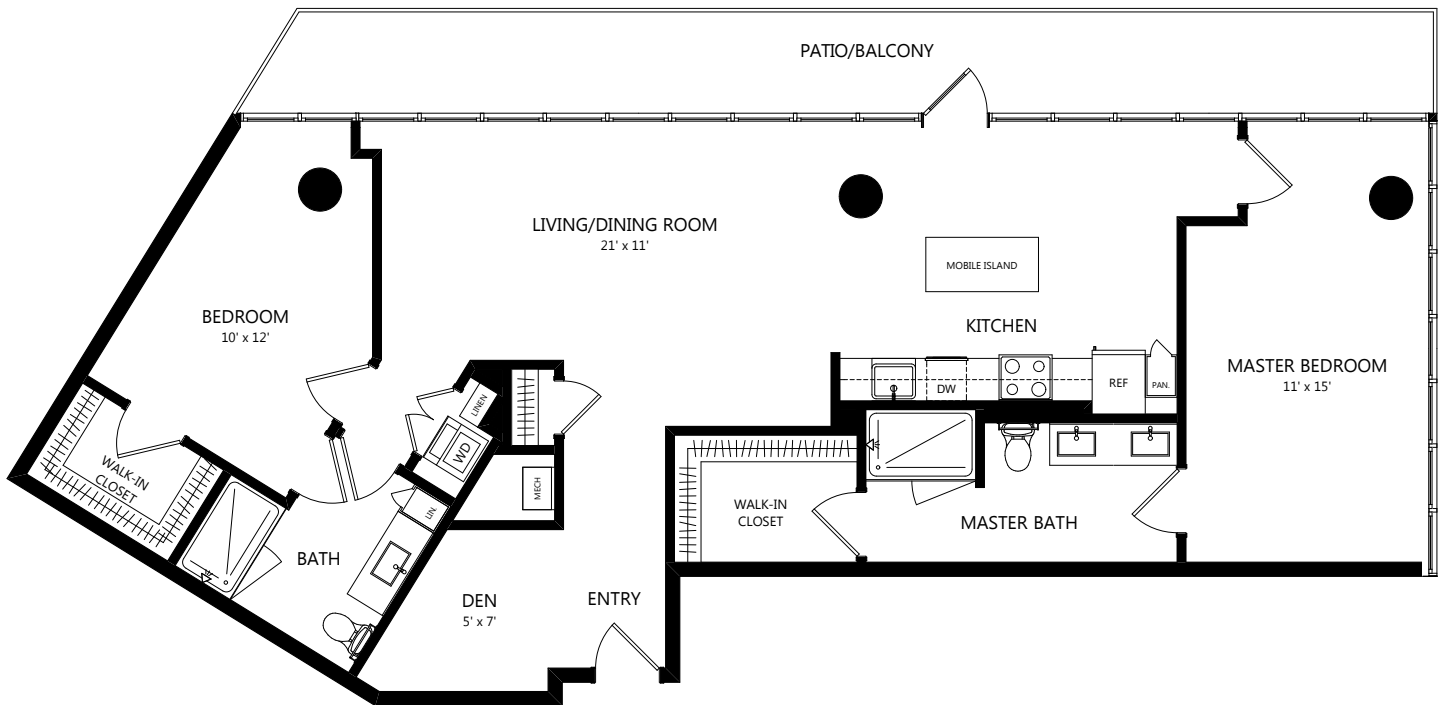 PATIO/BALCONY
LIVING/DINING ROOM
21' x 11'
MOBILE ISLAND
BEDROOM
10' x 12'
KITCHEN
MASTER BEDROOM
11' x 15'
DW
REF
PAN.
LINEN
WD
WALK-IN
CLOSET
MECH
LIN.
WALK-IN
CLOSET
MASTER BATH
BATH
DEN
5' x 7'
ENTRY